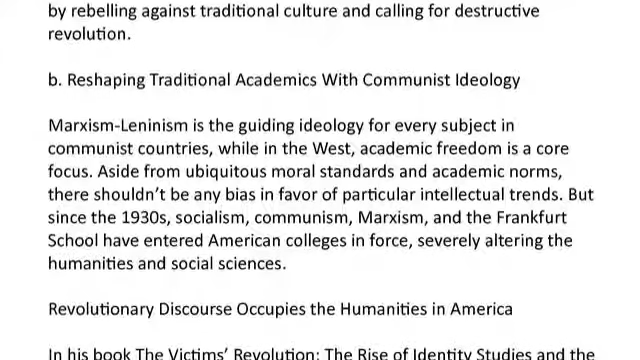 by rebelling against traditional culture and calling for destructive
revolution.
b. Reshaping Traditional Academics With Communist Ideology
Marxism-Leninism is the guiding ideology for every subject in
communist countries, while in the West, academic freedom is a core
focus. Aside from ubiquitous moral standards and academic norms,
there shouldn’t be any bias in favor of particular intellectual trends. But
since the 1930s, socialism, communism, Marxism, and the Frankfurt
School have entered American colleges in force, severely altering the
humanities and social sciences.
Revolutionary Discourse Occupies the Humanities in America
In his book The Victims’ Revolution: The Rise of Identity Studies and the